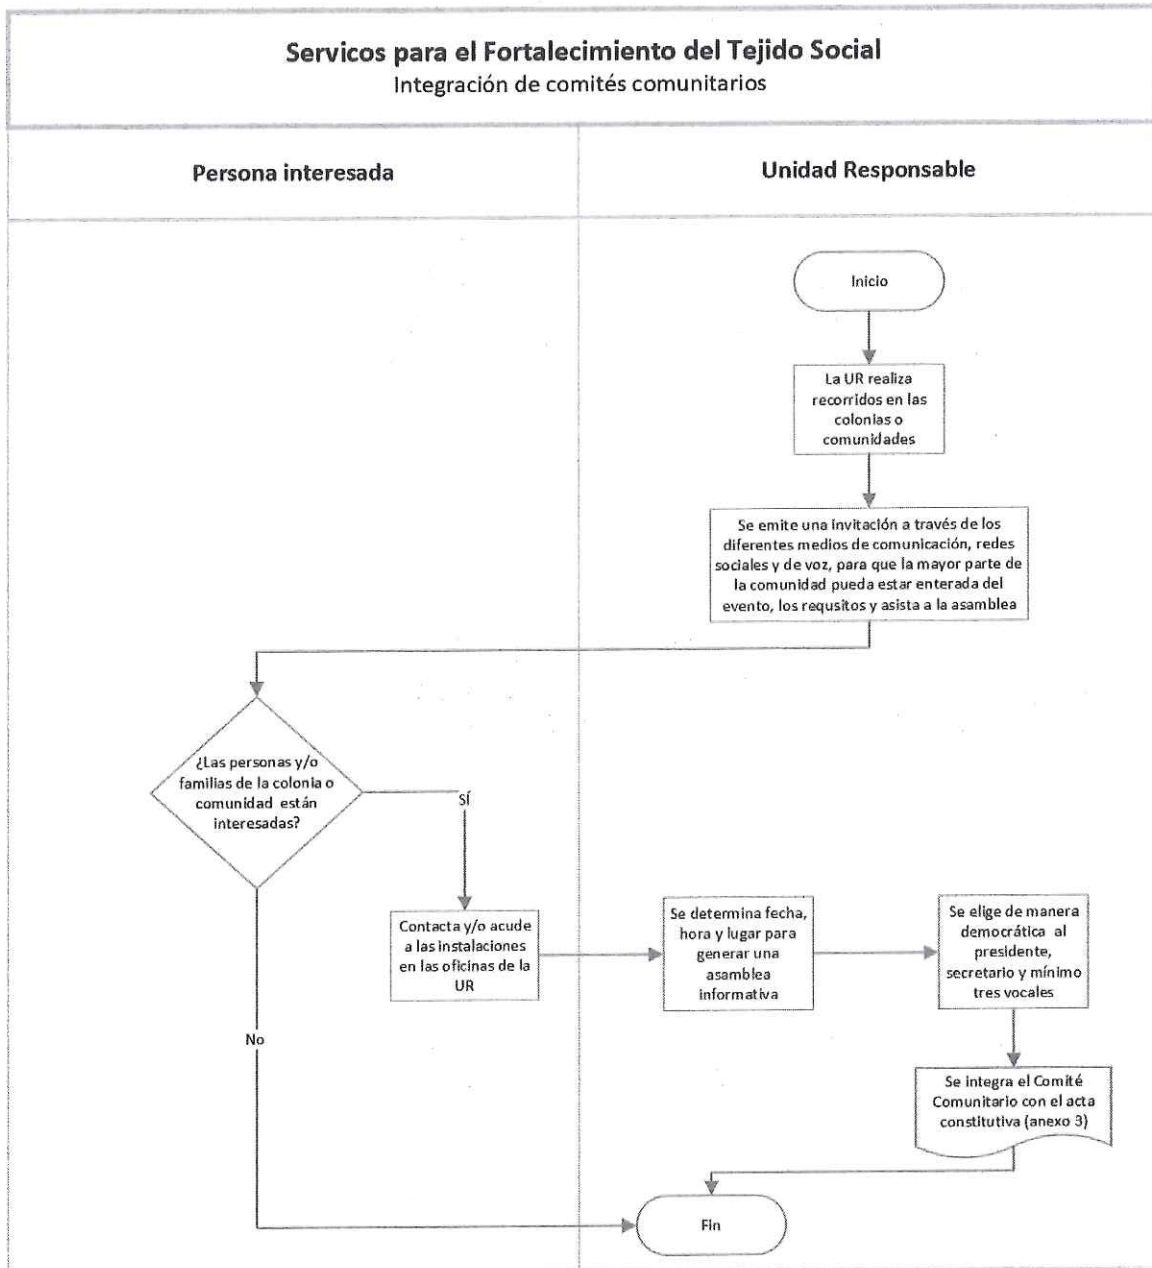 Servicos para el Fortalecimiento del Tejido Social
Integración de comités comunitarios
Persona interesada
Unidad Responsable
Inicio
La UR realiza
recorridos en las
colonias o
comunidades
Se emite una invitación a través de los
diferentes medios de comunicación, redes
sociales y de voz, para que la mayor parte de
la comunidad pueda estar enterada del
evento, los requsitos y asista a la asamblea
¿Las personas y/o
familias de la colonia o
comunidad están
interesadas?
SÍ
Contacta y/o acude
a las instalaciones
en las oficinas de la
UR
Se determina fecha,
hora y lugar para
generar una
asamblea
informativa
Se elige de manera
democrática al
presidente,
secretario y mínimo
tres vocales
No
Se integra el Comité
Comunitario con el acta
constitutiva (anexo 3)
Fin